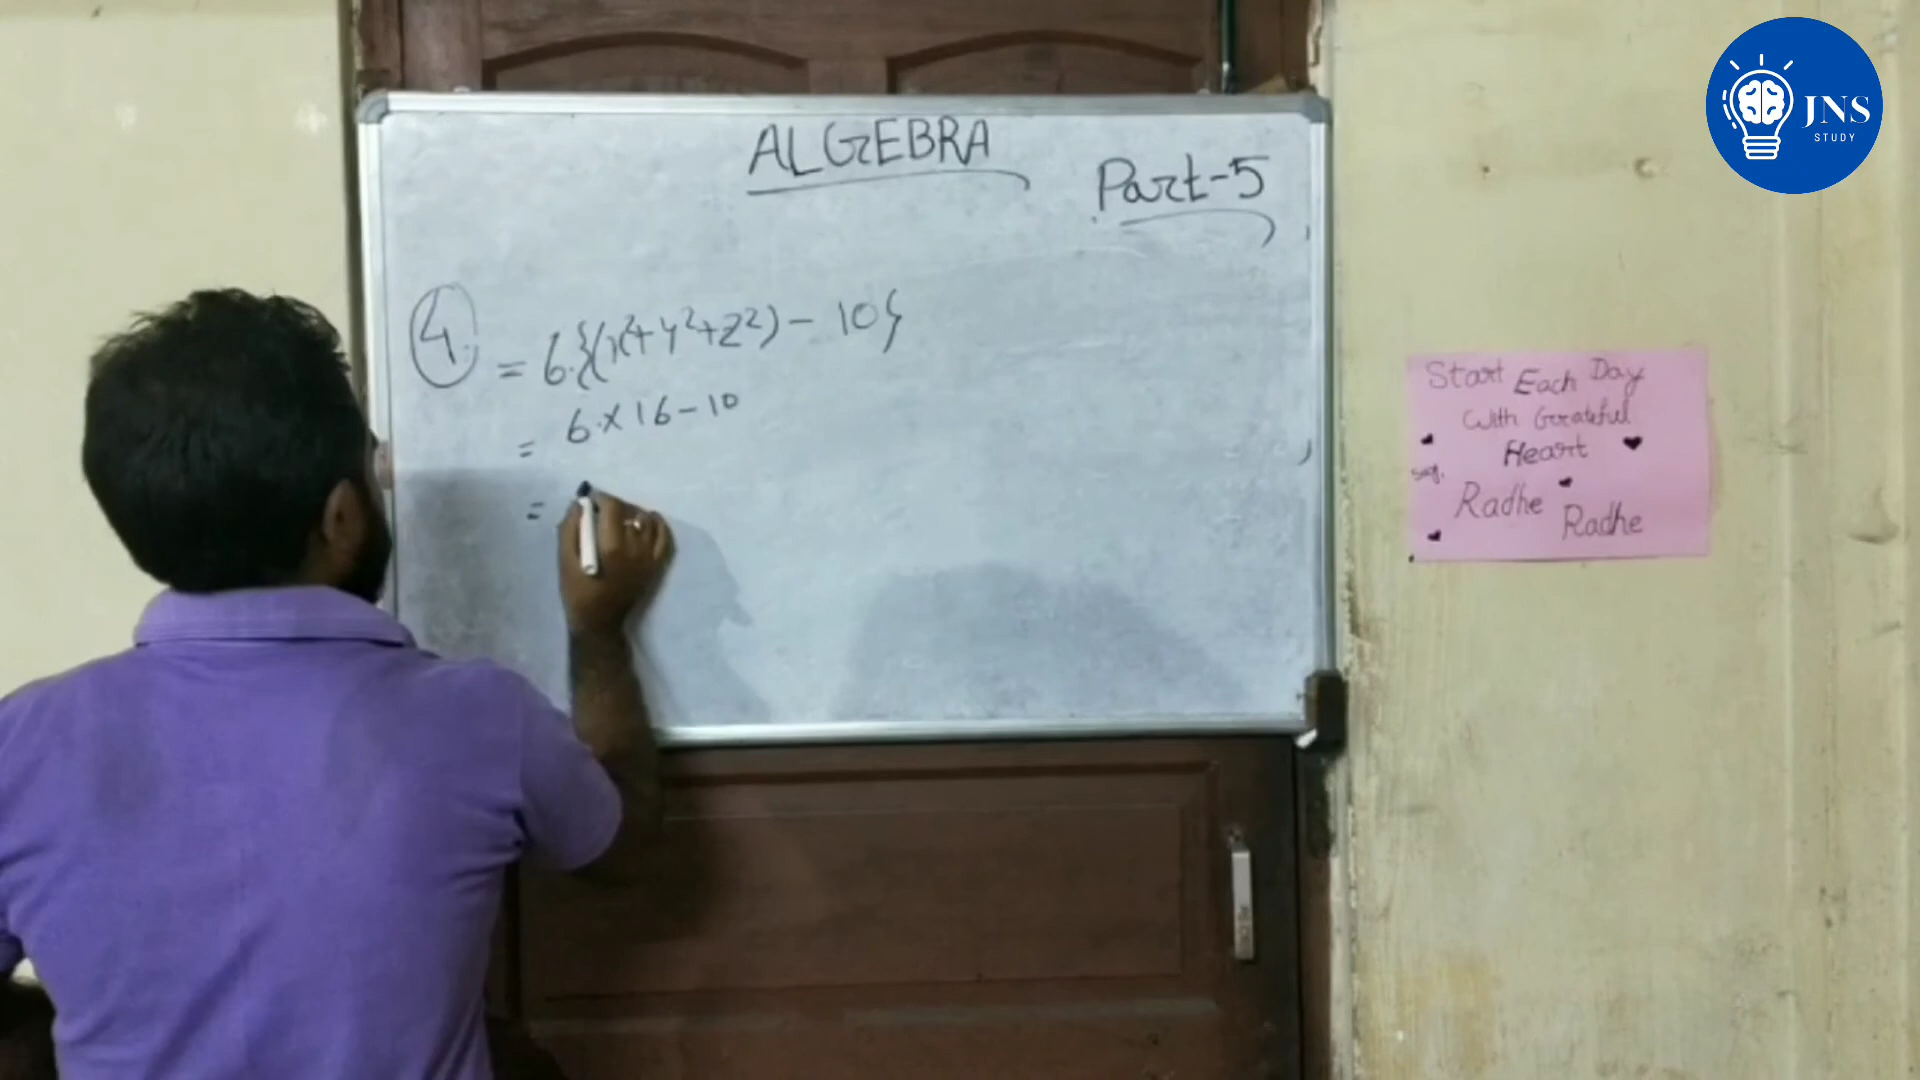 ALGEBRA
Part-5
4.
= 6.{(x²+y²+z²) - 10}
= 6.×16-10
=
Start Each Day
With Grateful
Heart
Radhe
Radhe
JNS
STUDY